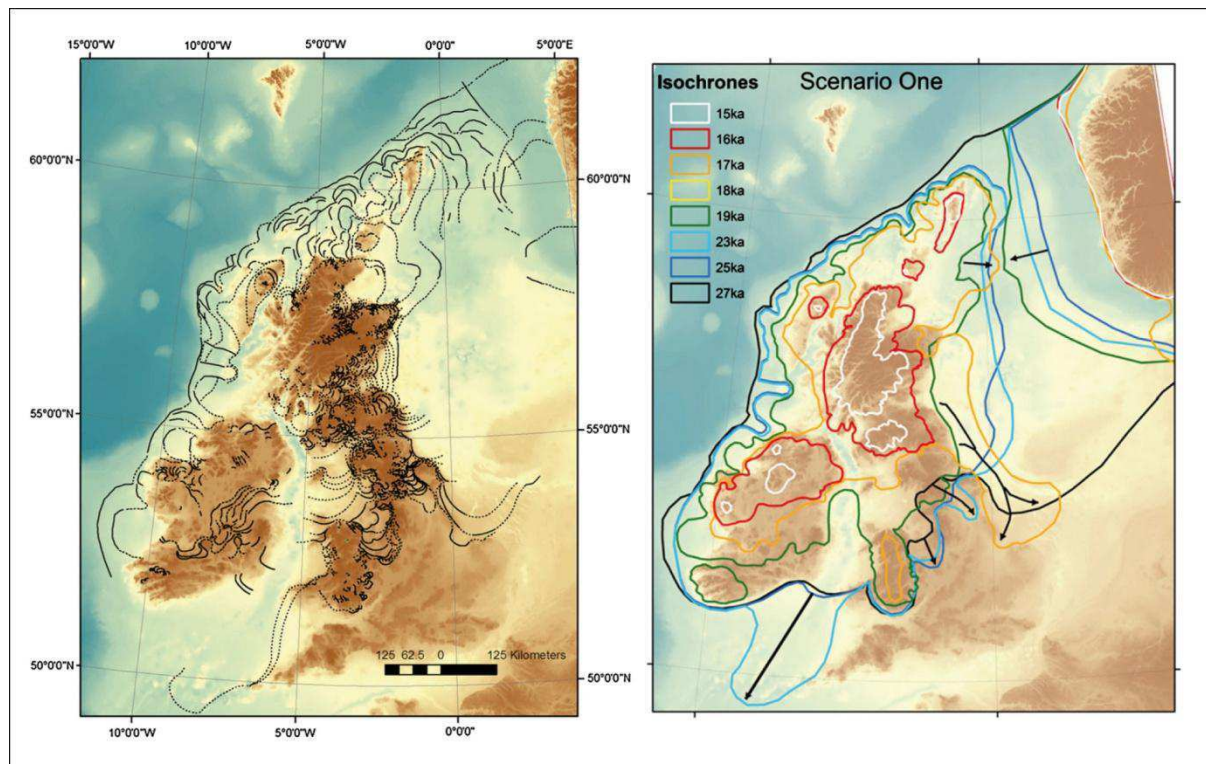 15°0'0"W 10°0'0"W 5°0'0"W 0°0'0"W 5°0'0"E
60°0'0"N
60°0'0"N
55°0'0"N
55°0'0"N
50°0'0"N
50°0'0"N
125 62.5 0 125 Kilometers
10°0'0"W 5°0'0"W 0°0'0"W
Isochrones
Scenario One
15ka
16ka
17ka
18ka
19ka
23ka
25ka
27ka